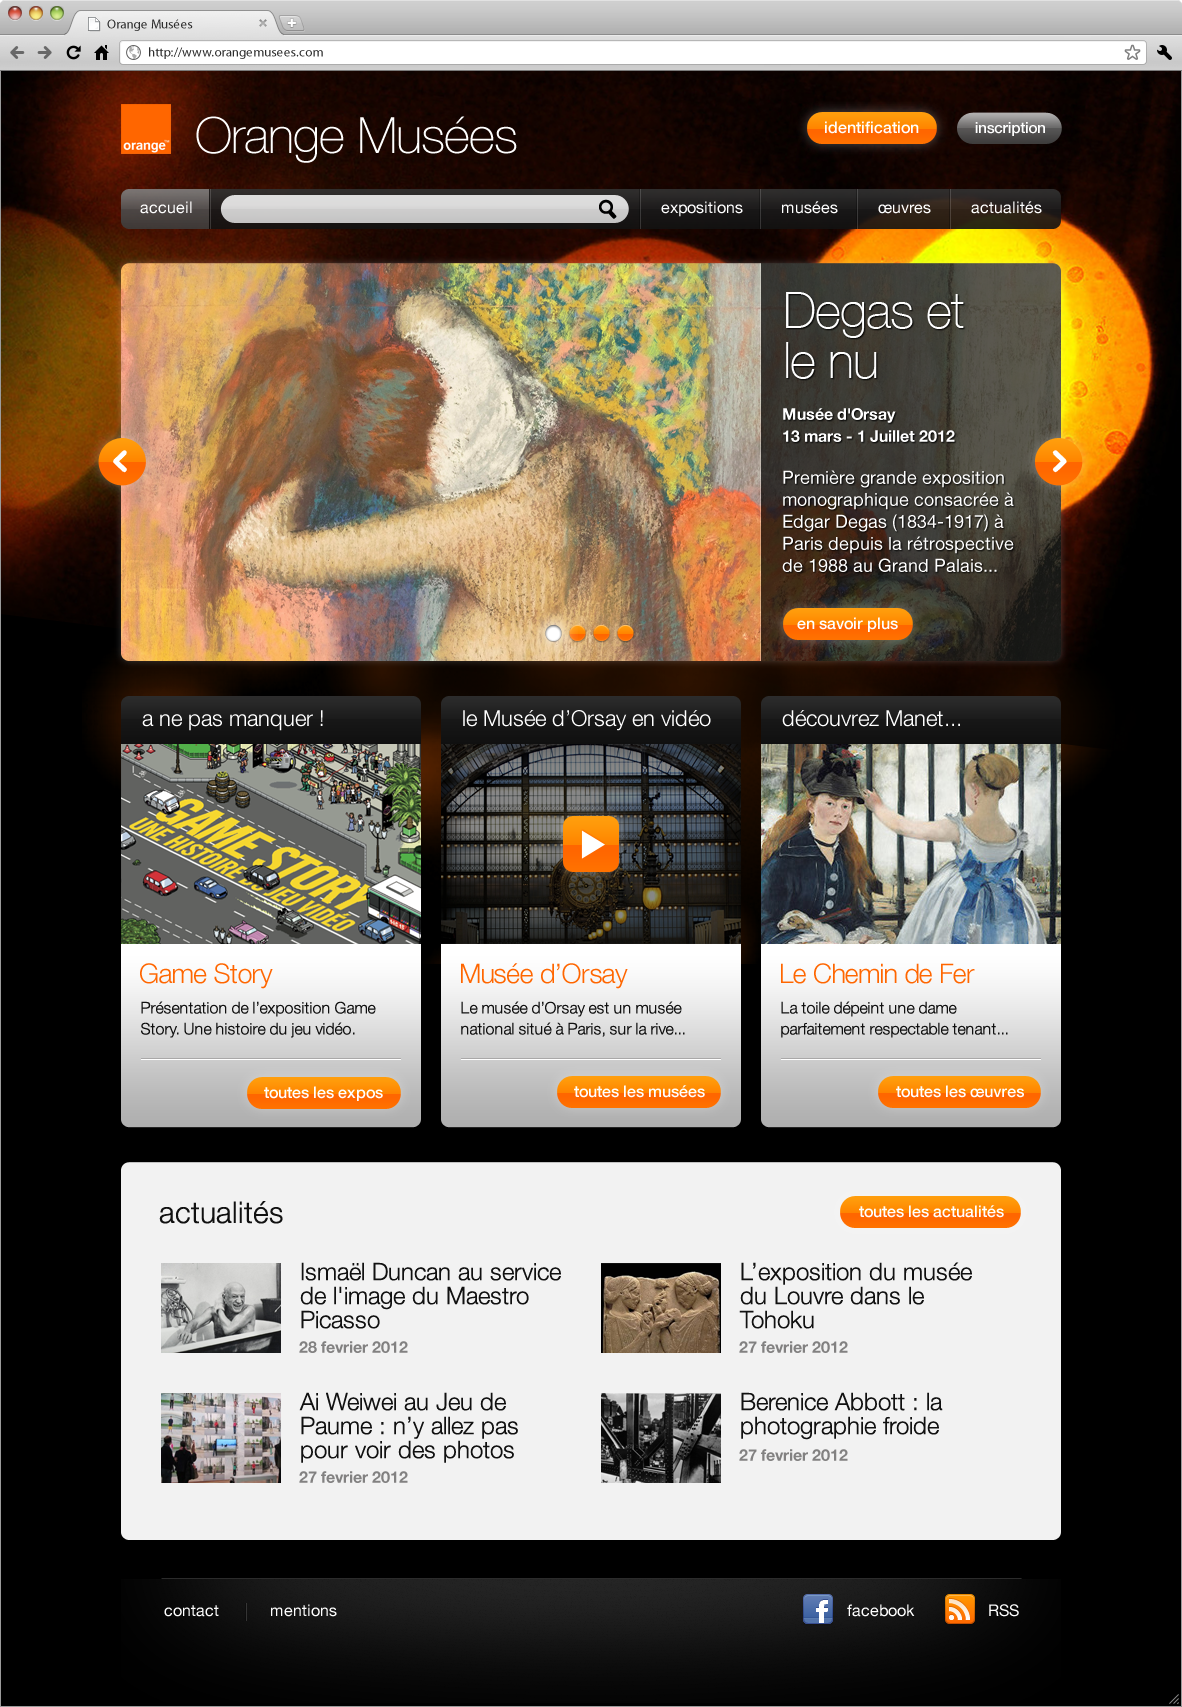 Orange Musées
http://www.orangemusees.com
orange™
Orange Musées
identification
inscription
accueil
expositions
musées
œuvres
actualités
Degas et
le nu
Musée d'Orsay
13 mars - 1 Juillet 2012
Première grande exposition
monographique consacrée à
Edgar Degas (1834-1917) à
Paris depuis la rétrospective
de 1988 au Grand Palais...
en savoir plus
a ne pas manquer !
GAME STORY
UNE HISTOIRE DU JEU VIDÉO
Game Story
Présentation de l’exposition Game
Story. Une histoire du jeu vidéo.
toutes les expos
le Musée d’Orsay en vidéo
Musée d’Orsay
Le musée d’Orsay est un musée
national situé à Paris, sur la rive...
toutes les musées
découvrez Manet...
Le Chemin de Fer
La toile dépeint une dame
parfaitement respectable tenant...
toutes les œuvres
actualités
toutes les actualités
Ismaël Duncan au service
de l'image du Maestro
Picasso
28 fevrier 2012
L’exposition du musée
du Louvre dans le
Tohoku
27 fevrier 2012
Ai Weiwei au Jeu de
Paume : n’y allez pas
pour voir des photos
27 fevrier 2012
Berenice Abbott : la
photographie froide
27 fevrier 2012
contact
mentions
facebook
RSS